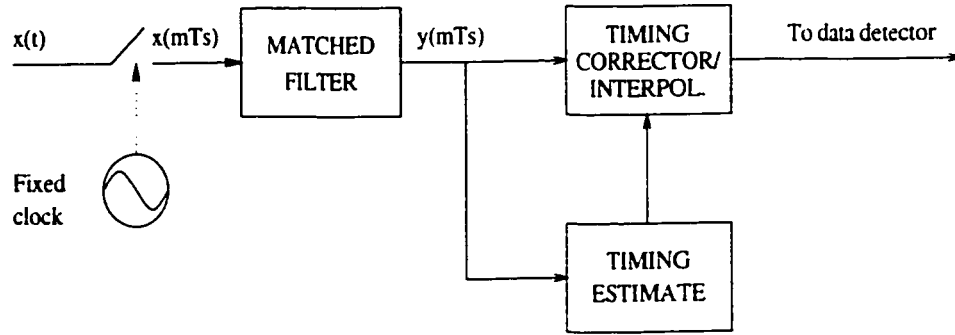 x(t)
x(mTs)
MATCHED
FILTER
y(mTs)
TIMING
CORRECTOR/
INTERPOL.
To data detector
Fixed
clock
TIMING
ESTIMATE